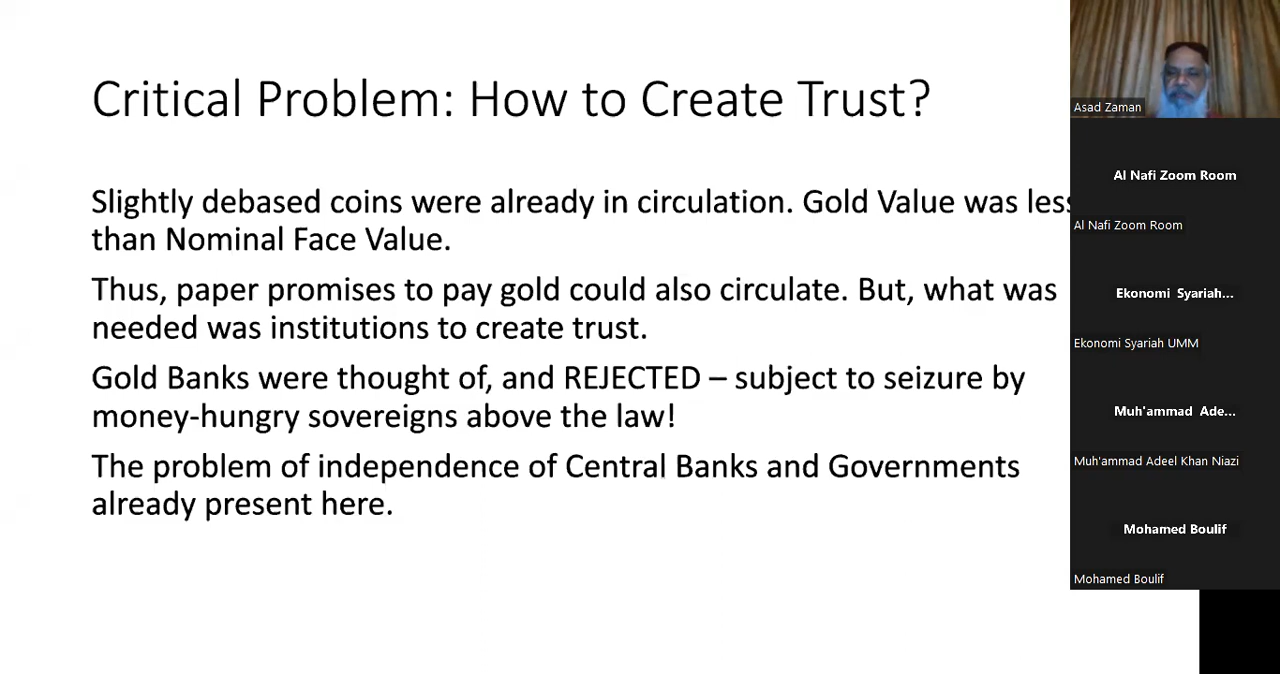 Critical Problem: How to Create Trust?
Slightly debased coins were already in circulation. Gold Value was less
than Nominal Face Value.
Thus, paper promises to pay gold could also circulate. But, what was
needed was institutions to create trust.
Gold Banks were thought of, and REJECTED – subject to seizure by
money-hungry sovereigns above the law!
The problem of independence of Central Banks and Governments
already present here.
Asad Zaman
Al Nafi Zoom Room
Al Nafi Zoom Room
Ekonomi Syariah...
Ekonomi Syariah UMM
Muh'ammad Ade...
Muh'ammad Adeel Khan Niazi
Mohamed Boulif
Mohamed Boulif